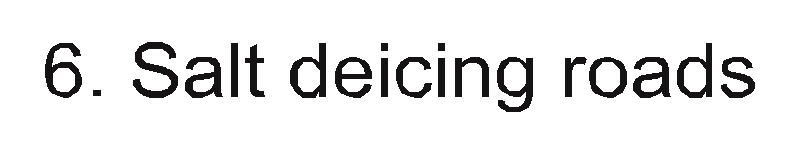 6. Salt deicing roads